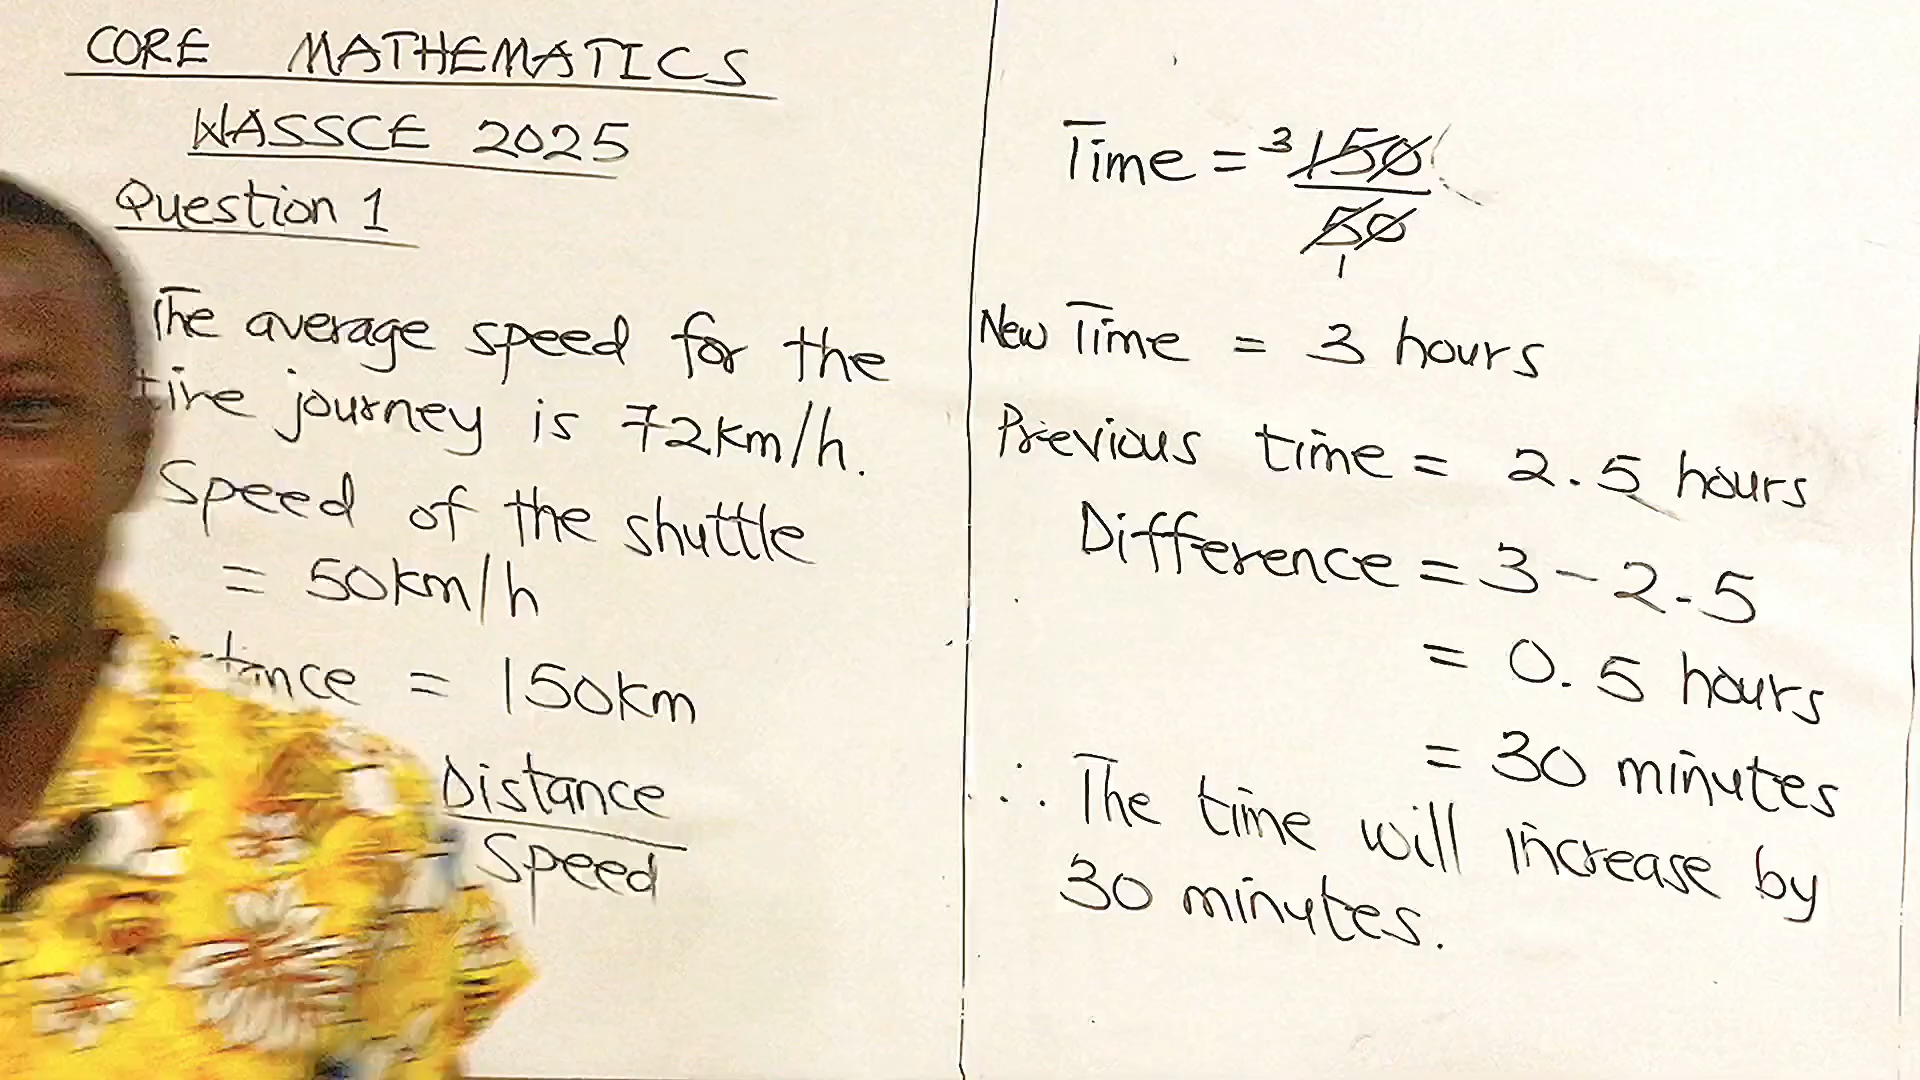 CORE MATHEMATICS
WASSCE 2025
Question 1
The average speed for the
tire journey is 72km/h.
Speed of the shuttle
= 50km/h
tance = 150km
Distance
Speed
Time = 3 150
50
1
New Time = 3 hours
Previous time = 2.5 hours
Difference = 3 - 2.5
= 0.5 hours
= 30 minutes
∴ The time will increase by
30 minutes.